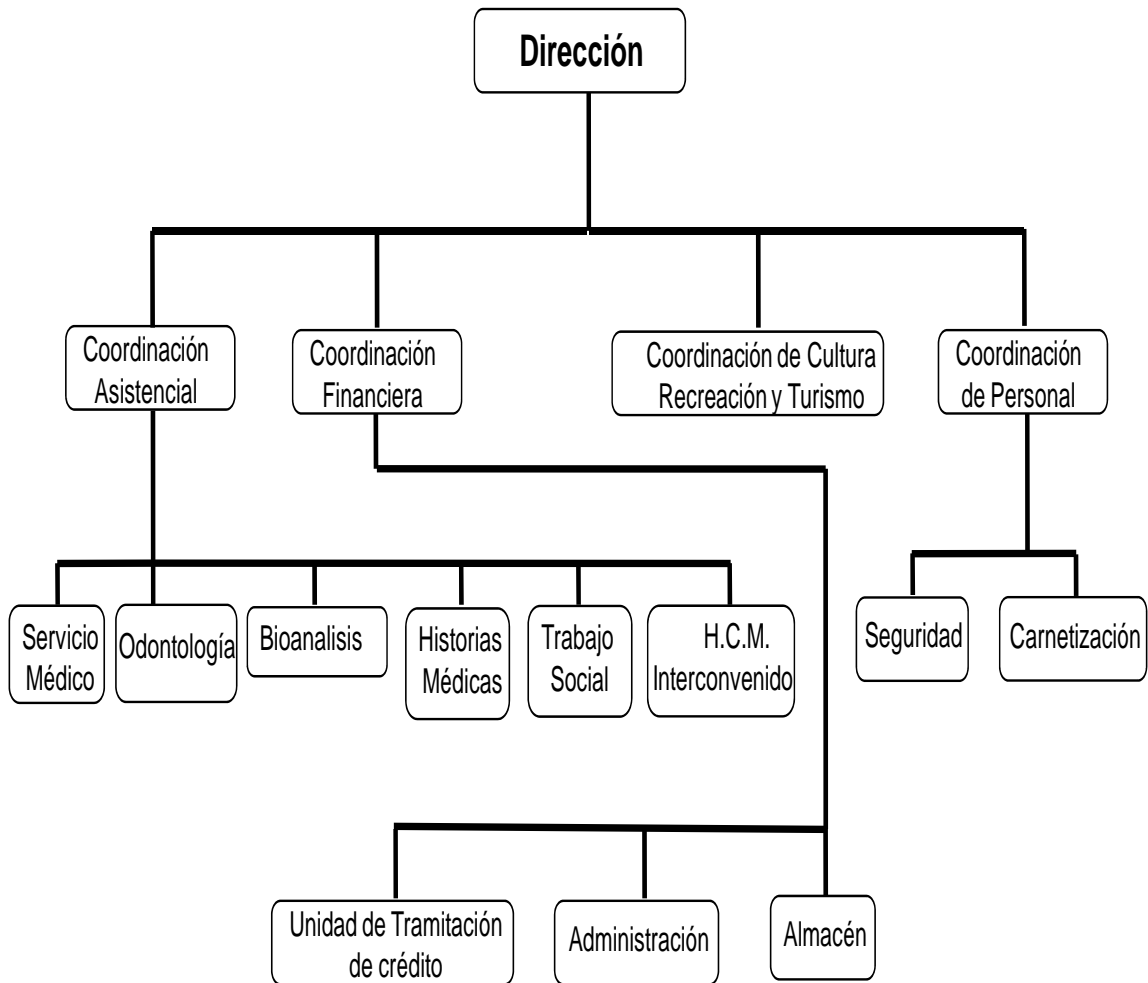 Dirección
Coordinación
Asistencial
Coordinación
Financiera
Coordinación de Cultura
Recreación y Turismo
Coordinación
de Personal
Servicio
Médico
Odontología
Bioanalisis
Historias
Médicas
Trabajo
Social
H.C.M.
Interconvenido
Seguridad
Carnetización
Unidad de Tramitación
de crédito
Administración
Almacén